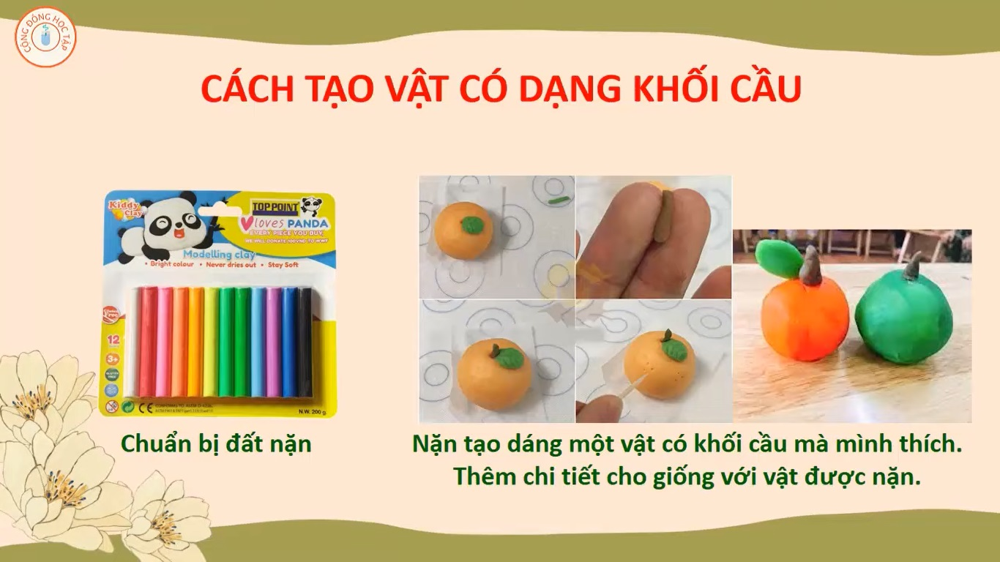 CỘNG ĐỒNG HỌC TẬP
CÁCH TẠO VẬT CÓ DẠNG KHỐI CẦU
Kiddy
Clay
TOP POINT
loves PANDA
EVERY PIECE YOU BUY,
WE WILL DONATE 100VND TO WWF
Modelling clay
• Bright colour • Never dries out • Stay Soft
Gluten
Free
12
3+
CE
N.W. 200 g
Chuẩn bị đất nặn
Nặn tạo dáng một vật có khối cầu mà mình thích.
Thêm chi tiết cho giống với vật được nặn.